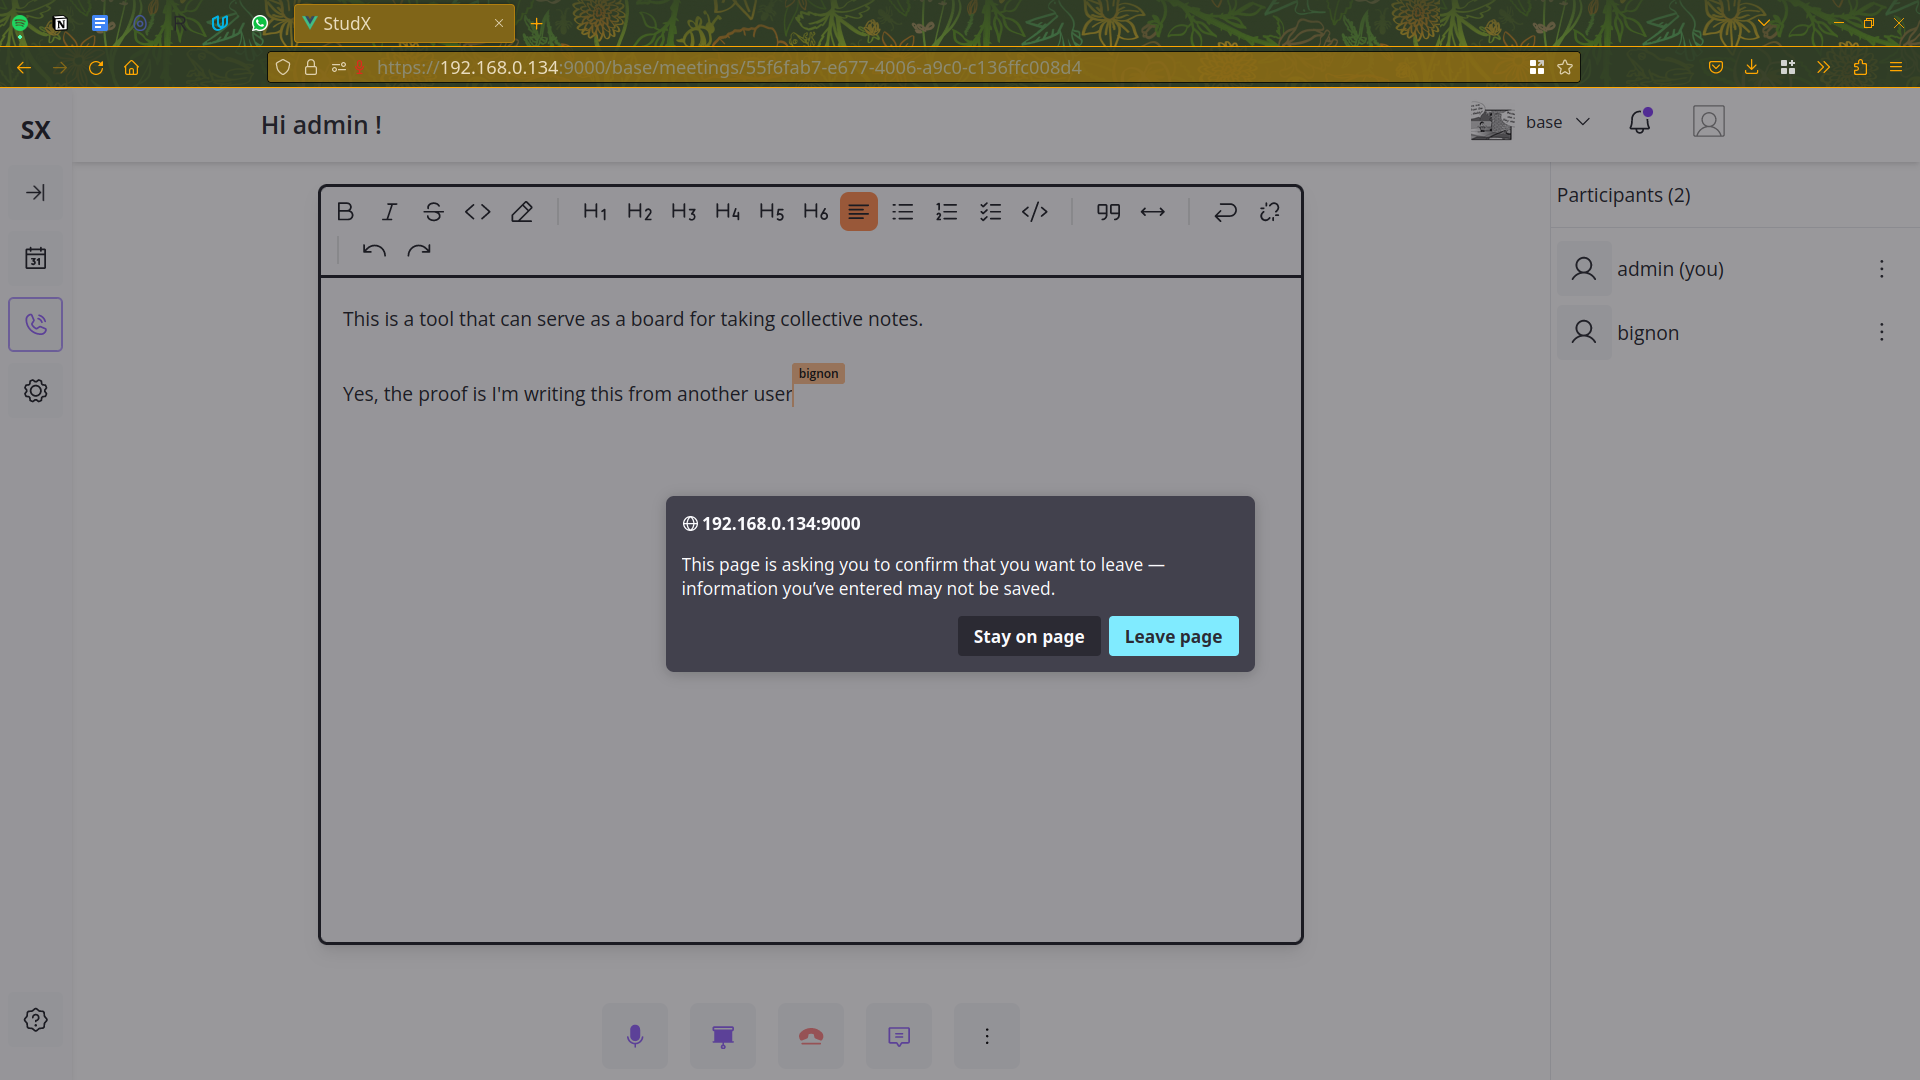 StudX
https://192.168.0.134:9000/base/meetings/55f6fab7-e677-4006-a9c0-c136ffc008d4
SX
Hi admin !
base
31
H1 H2 H3 H4 H5 H6
This is a tool that can serve as a board for taking collective notes.
bignon
Yes, the proof is I'm writing this from another user
Participants (2)
admin (you)
bignon
192.168.0.134:9000
This page is asking you to confirm that you want to leave —
information you’ve entered may not be saved.
Stay on page
Leave page